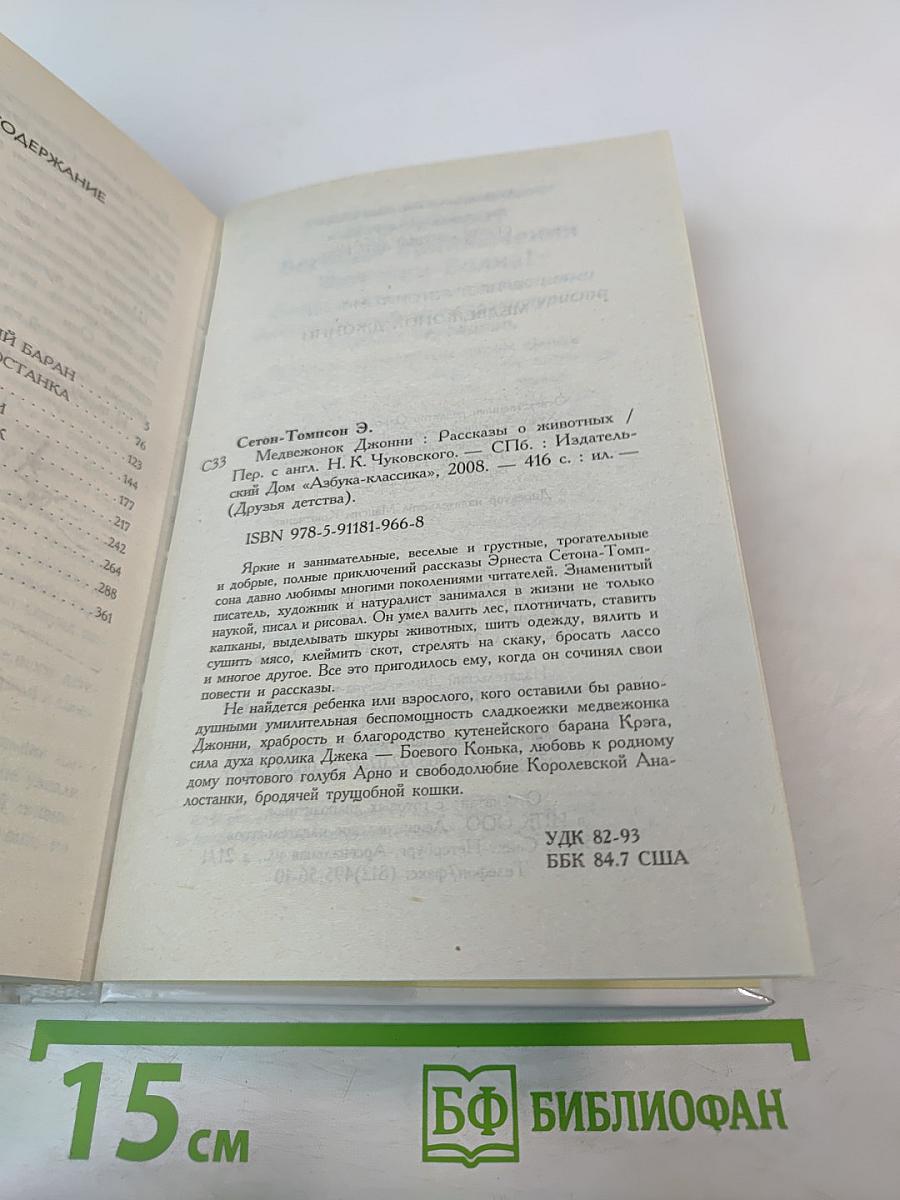 СОДЕРЖАНИЕ
ИЙ БАРАН
ОСТАНКА
5
76
123
144
177
217
242
264
288
361
Сетон-Томпсон Э.
С33 Медвежонок Джонни : Рассказы о животных /
Пер. с англ. Н. К. Чуковского. — СПб. : Издатель-
ский Дом «Азбука-классика», 2008. — 416 с. : ил. —
(Друзья детства).
ISBN 978-5-91181-966-8
Яркие и занимательные, веселые и грустные, трогательные
и добрые, полные приключений рассказы Эрнеста Сетона-Томп-
сона давно любимы многими поколениями читателей. Знаменитый
писатель, художник и натуралист занимался в жизни не только
наукой, писал и рисовал. Он умел валить лес, плотничать, ставить
капканы, выделывать шкуры животных, шить одежду, вялить и
сушить мясо, клеймить скот, стрелять на скаку, бросать лассо
и многое другое. Все это пригодилось ему, когда он сочинял свои
повести и рассказы.
Не найдется ребенка или взрослого, кого оставили бы равно-
душными умилительная беспомощность сладкоежки медвежонка
Джонни, храбрость и благородство кутенейского барана Крэга,
сила духа кролика Джека — Боевого Конька, любовь к родному
дому почтового голубя Арно и свободолюбие Королевской Ана-
лостанки, бродячей трущобной кошки.
УДК 82-93
ББК 84.7 США
15 см
БФ БИБЛИОФАН